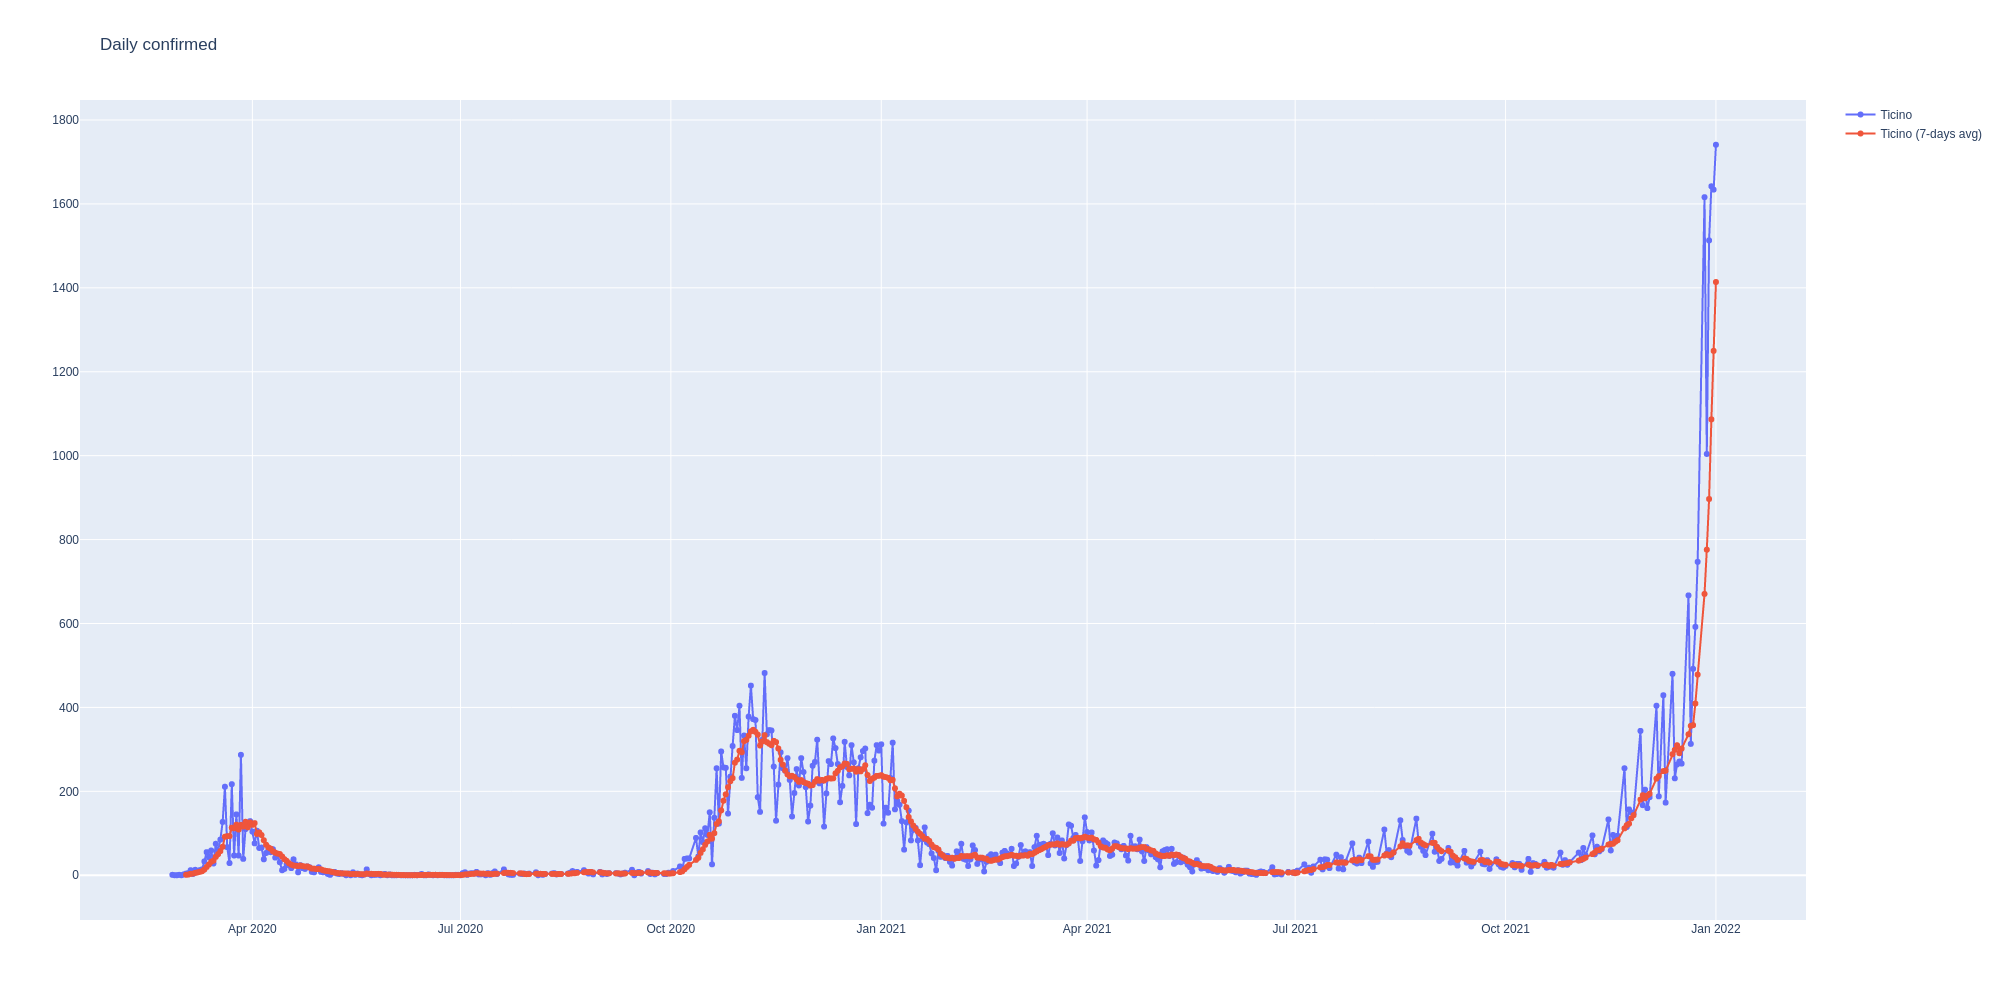 Daily confirmed
Ticino
Ticino (7-days avg)
1800
1600
1400
1200
1000
800
600
400
200
0
Apr 2020
Jul 2020
Oct 2020
Jan 2021
Apr 2021
Jul 2021
Oct 2021
Jan 2022